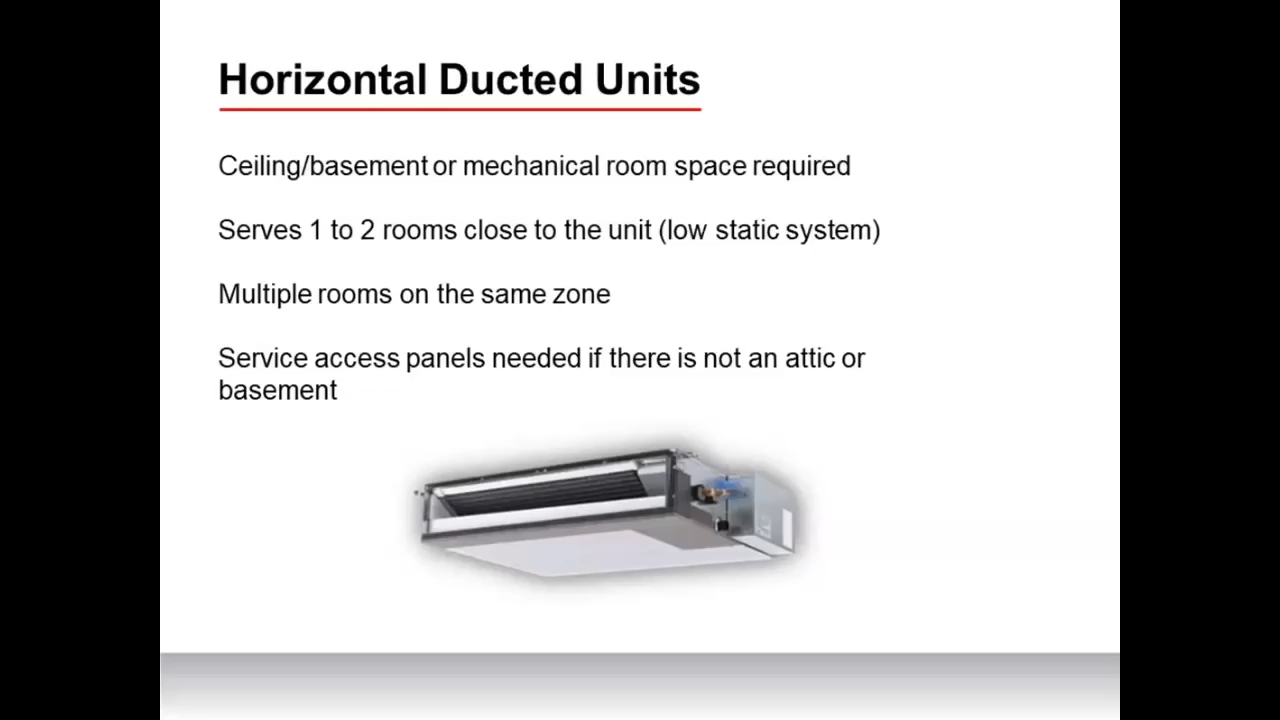 Horizontal Ducted Units
Ceiling/basement or mechanical room space required
Serves 1 to 2 rooms close to the unit (low static system)
Multiple rooms on the same zone
Service access panels needed if there is not an attic or
basement